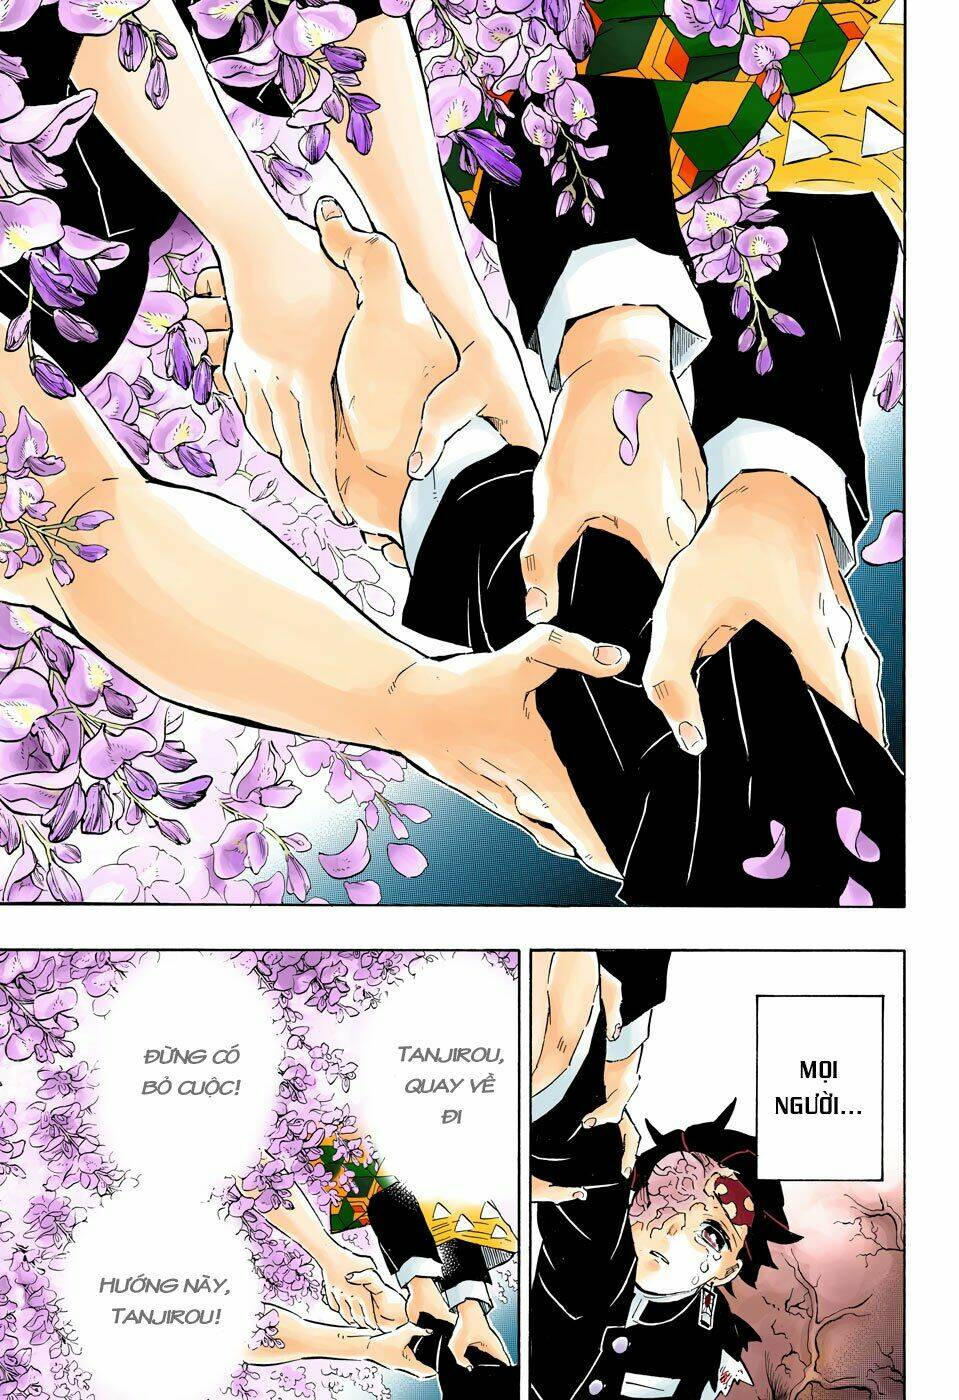 MỌI
NGƯỜI...
TANJIROU,
QUAY VỀ
ĐI
ĐỪNG CÓ
BỎ CUỘC!
HƯỚNG NÀY,
TANJIROU!